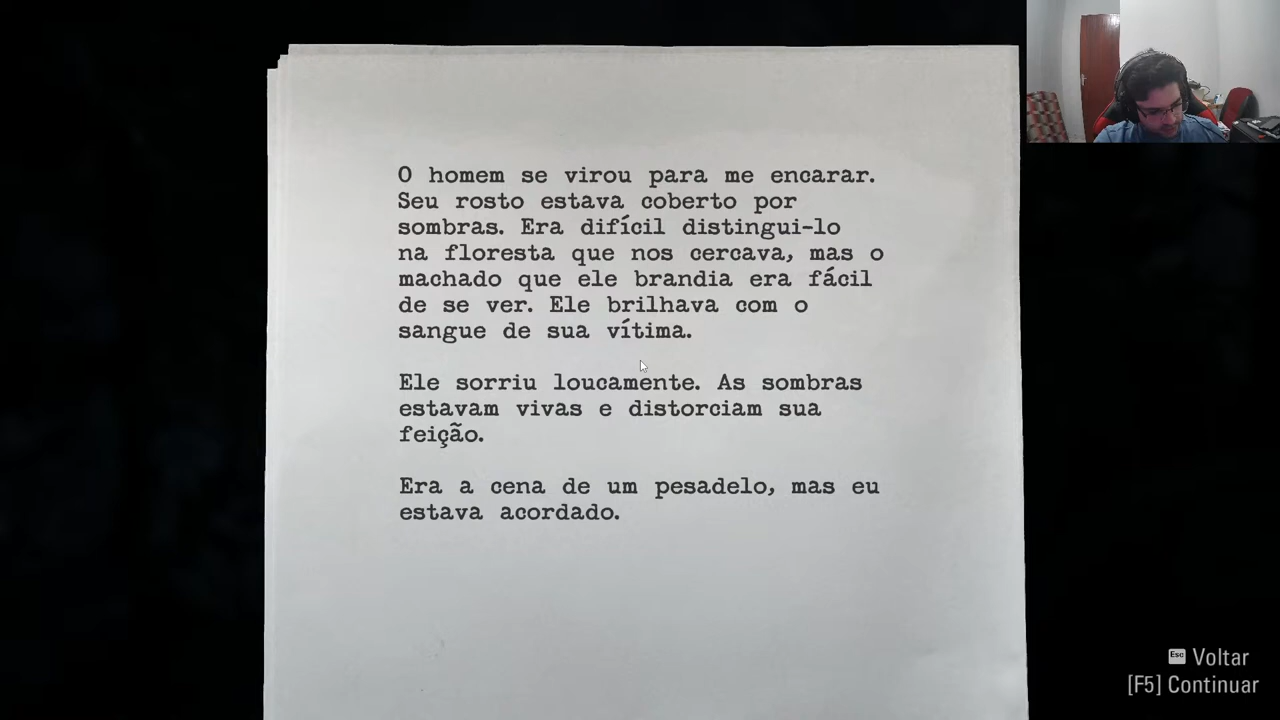 O homem se virou para me encarar.
Seu rosto estava coberto por
sombras. Era difícil distingui-lo
na floresta que nos cercava, mas o
machado que ele brandia era fácil
de se ver. Ele brilhava com o
sangue de sua vítima.
Ele sorriu loucamente. As sombras
estavam vivas e distorciam sua
feição.
Era a cena de um pesadelo, mas eu
estava acordado.
Esc Voltar
[F5] Continuar